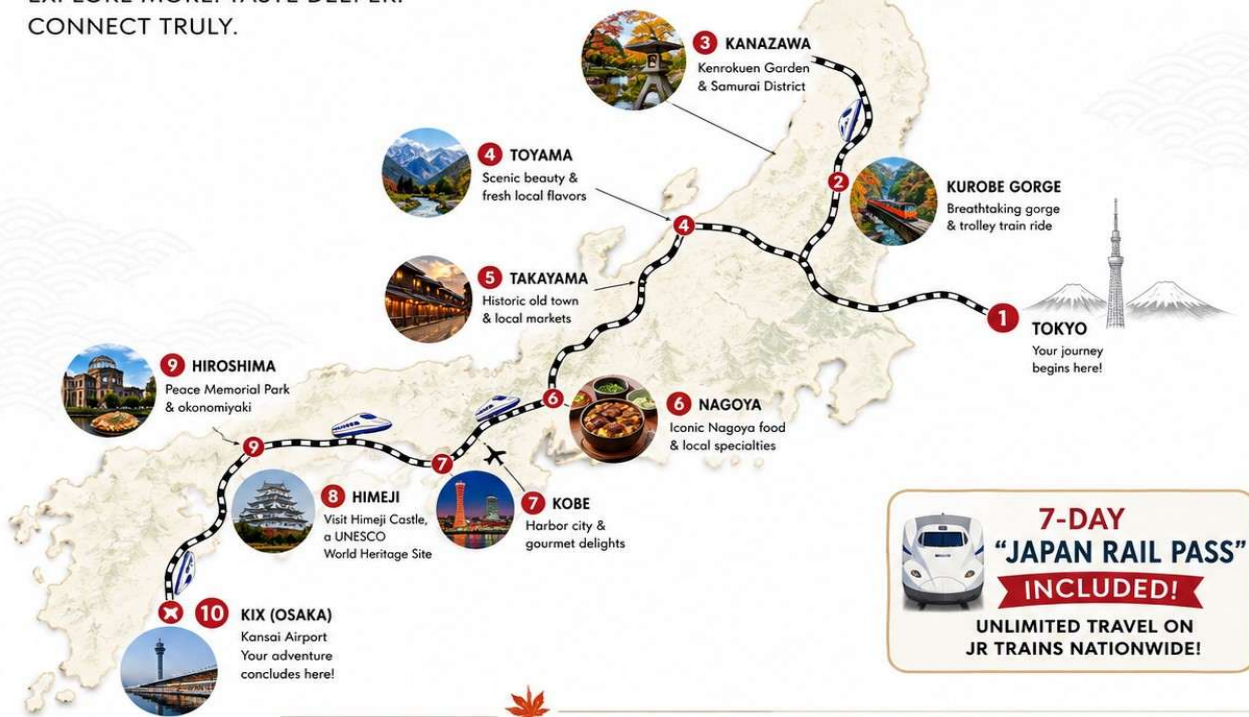 EXPLORE MORE. TASTE DEEPER.
CONNECT TRULY.
3 KANAZAWA
Kenrokuen Garden
& Samurai District
4 TOYAMA
Scenic beauty &
fresh local flavors
2
KUROBE GORGE
Breathtaking gorge
& trolley train ride
4
5 TAKAYAMA
Historic old town
& local markets
1
TOKYO
Your journey
begins here!
9 HIROSHIMA
Peace Memorial Park
& okonomiyaki
6
6 NAGOYA
Iconic Nagoya food
& local specialties
9
7
8 HIMEJI
Visit Himeji Castle,
a UNESCO
World Heritage Site
7 KOBE
Harbor city &
gourmet delights
10 KIX (OSAKA)
Kansai Airport
Your adventure
concludes here!
7-DAY
"JAPAN RAIL PASS"
INCLUDED!
UNLIMITED TRAVEL ON
JR TRAINS NATIONWIDE!